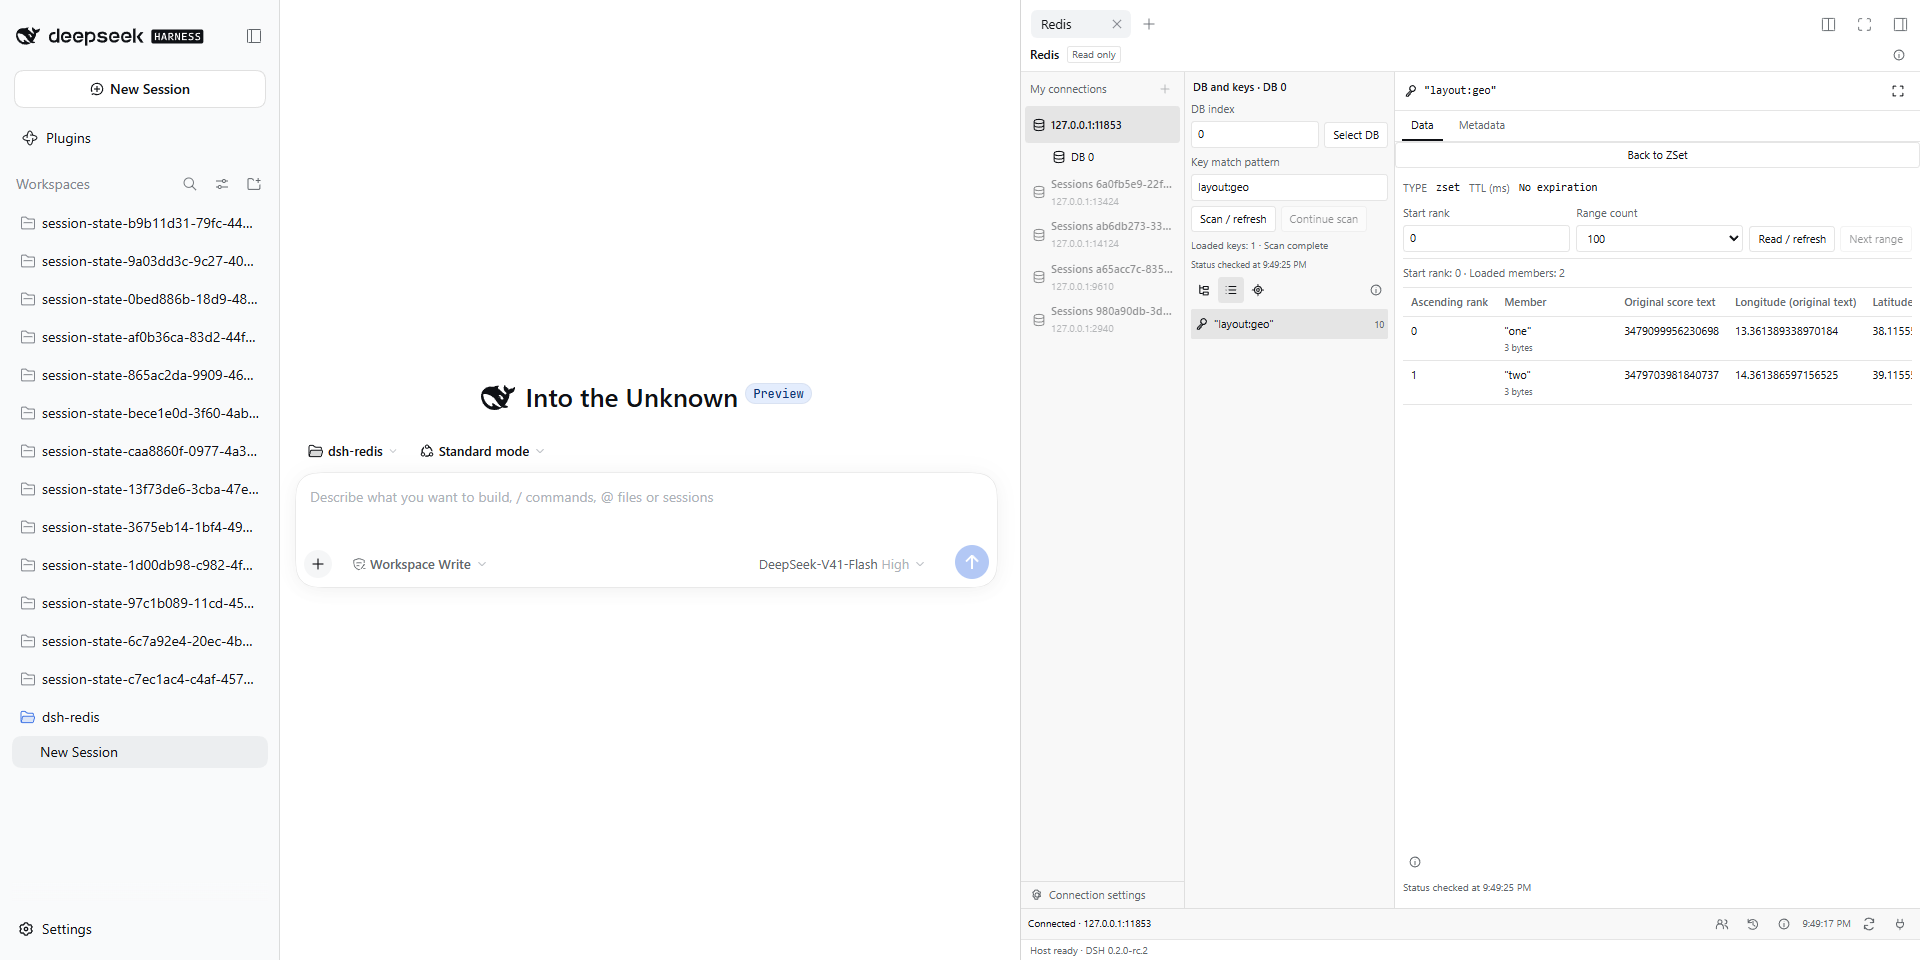 deepseek HARNESS
New Session
Plugins
Workspaces
session-state-b9b11d31-79fc-44...
session-state-9a03dd3c-9c27-40...
session-state-0bed886b-18d9-48...
session-state-af0b36ca-83d2-44f...
session-state-865ac2da-9909-46...
session-state-bece1e0d-3f60-4ab...
session-state-caa8860f-0977-4a3...
session-state-13f73de6-3cba-47e...
session-state-3675eb14-1bf4-49...
session-state-1d00db98-c982-4f...
session-state-97c1b089-11cd-45...
session-state-6c7a92e4-20ec-4b...
session-state-c7ec1ac4-c4af-457...
dsh-redis
New Session
Settings
Into the Unknown Preview
dsh-redis Standard mode
Describe what you want to build, / commands, @ files or sessions
Workspace Write DeepSeek-V41-Flash High
Redis
Redis Read only
My connections
127.0.0.1:11853
DB 0
Sessions 6a0fb5e9-22f...
127.0.0.1:13424
Sessions ab6db273-33...
127.0.0.1:14124
Sessions a65acc7c-835...
127.0.0.1:9610
Sessions 980a90db-3d...
127.0.0.1:2940
Connection settings
DB and keys · DB 0
DB index
0 Select DB
Key match pattern
layout:geo
Scan / refresh Continue scan
Loaded keys: 1 · Scan complete
Status checked at 9:49:25 PM
"layout:geo" 10
"layout:geo"
Data Metadata
Back to ZSet
TYPE zset TTL (ms) No expiration
Start rank Range count
0 100 Read / refresh Next range
Start rank: 0 · Loaded members: 2
Ascending rank Member Original score text Longitude (original text) Latitude
0 "one" 3479099956230698 13.361389338970184 38.1155
3 bytes
1 "two" 3479703981840737 14.361386597156525 39.1155
3 bytes
Status checked at 9:49:25 PM
Connected · 127.0.0.1:11853 9:49:17 PM
Host ready · DSH 0.2.0-rc.2